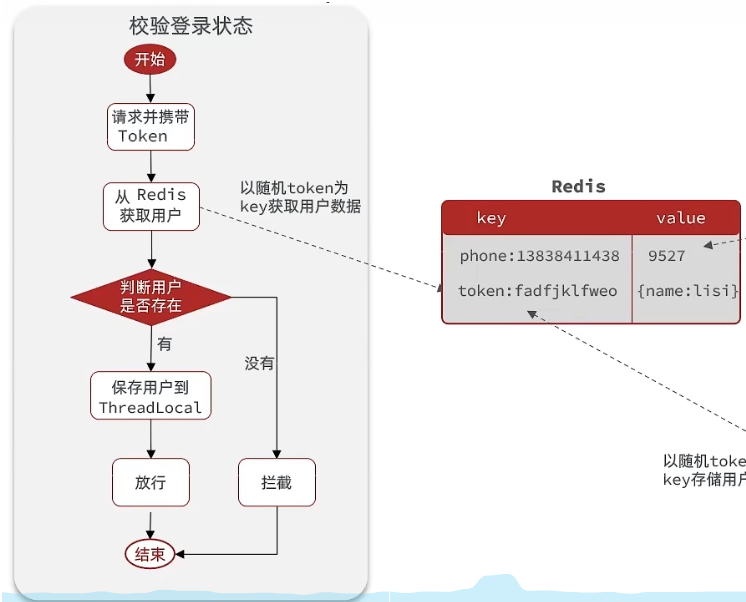 校验登录状态
开始
请求并携带
Token
从 Redis
获取用户
以随机token为
key获取用户数据
判断用户
是否存在
有
没有
保存用户到
ThreadLocal
放行
拦截
结束
Redis
key value
phone:13838411438 9527
token:fadfjklfweo {name:lisi}
以随机toke
key存储用户